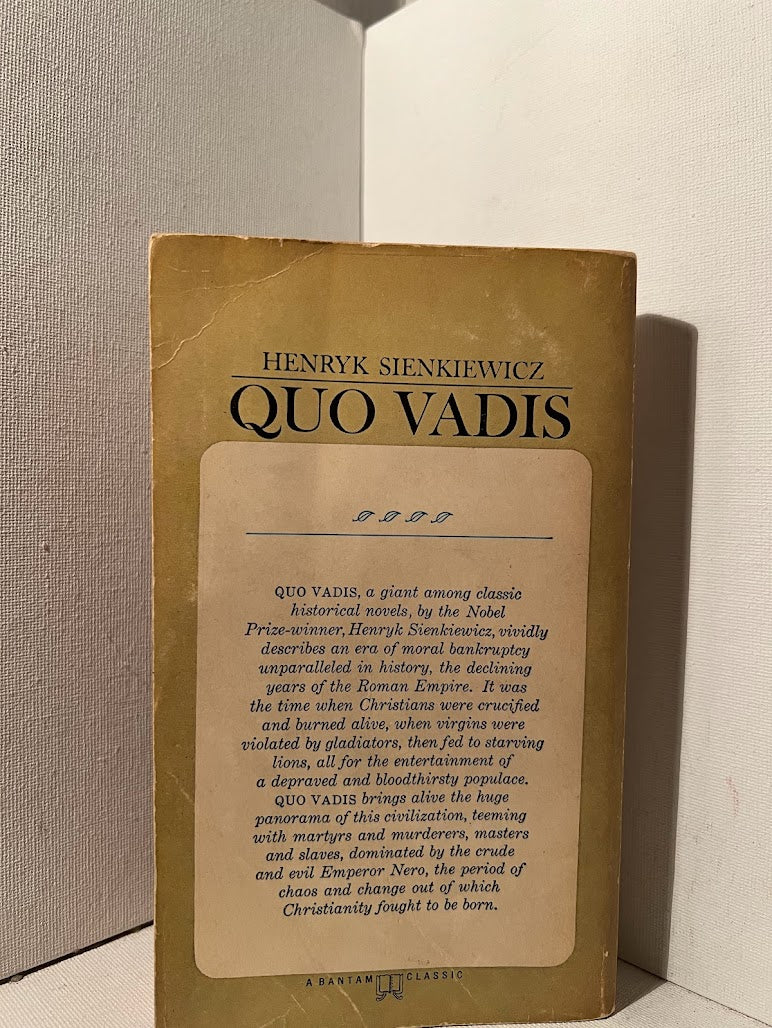 HENRYK SIENKIEWICZ
QUO VADIS
QUO VADIS, a giant among classic
historical novels, by the Nobel
Prize-winner, Henryk Sienkiewicz, vividly
describes an era of moral bankruptcy
unparalleled in history, the declining
years of the Roman Empire. It was
the time when Christians were crucified
and burned alive, when virgins were
violated by gladiators, then fed to starving
lions, all for the entertainment of
a depraved and bloodthirsty populace.
QUO VADIS brings alive the huge
panorama of this civilization, teeming
with martyrs and murderers, masters
and slaves, dominated by the crude
and evil Emperor Nero, the period of
chaos and change out of which
Christianity fought to be born.
A BANTAM CLASSIC